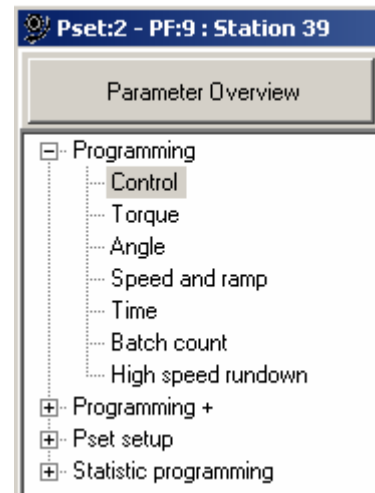 Pset:2 - PF:9 : Station 39
Parameter Overview
Programming
Control
Torque
Angle
Speed and ramp
Time
Batch count
High speed rundown
Programming +
Pset setup
Statistic programming